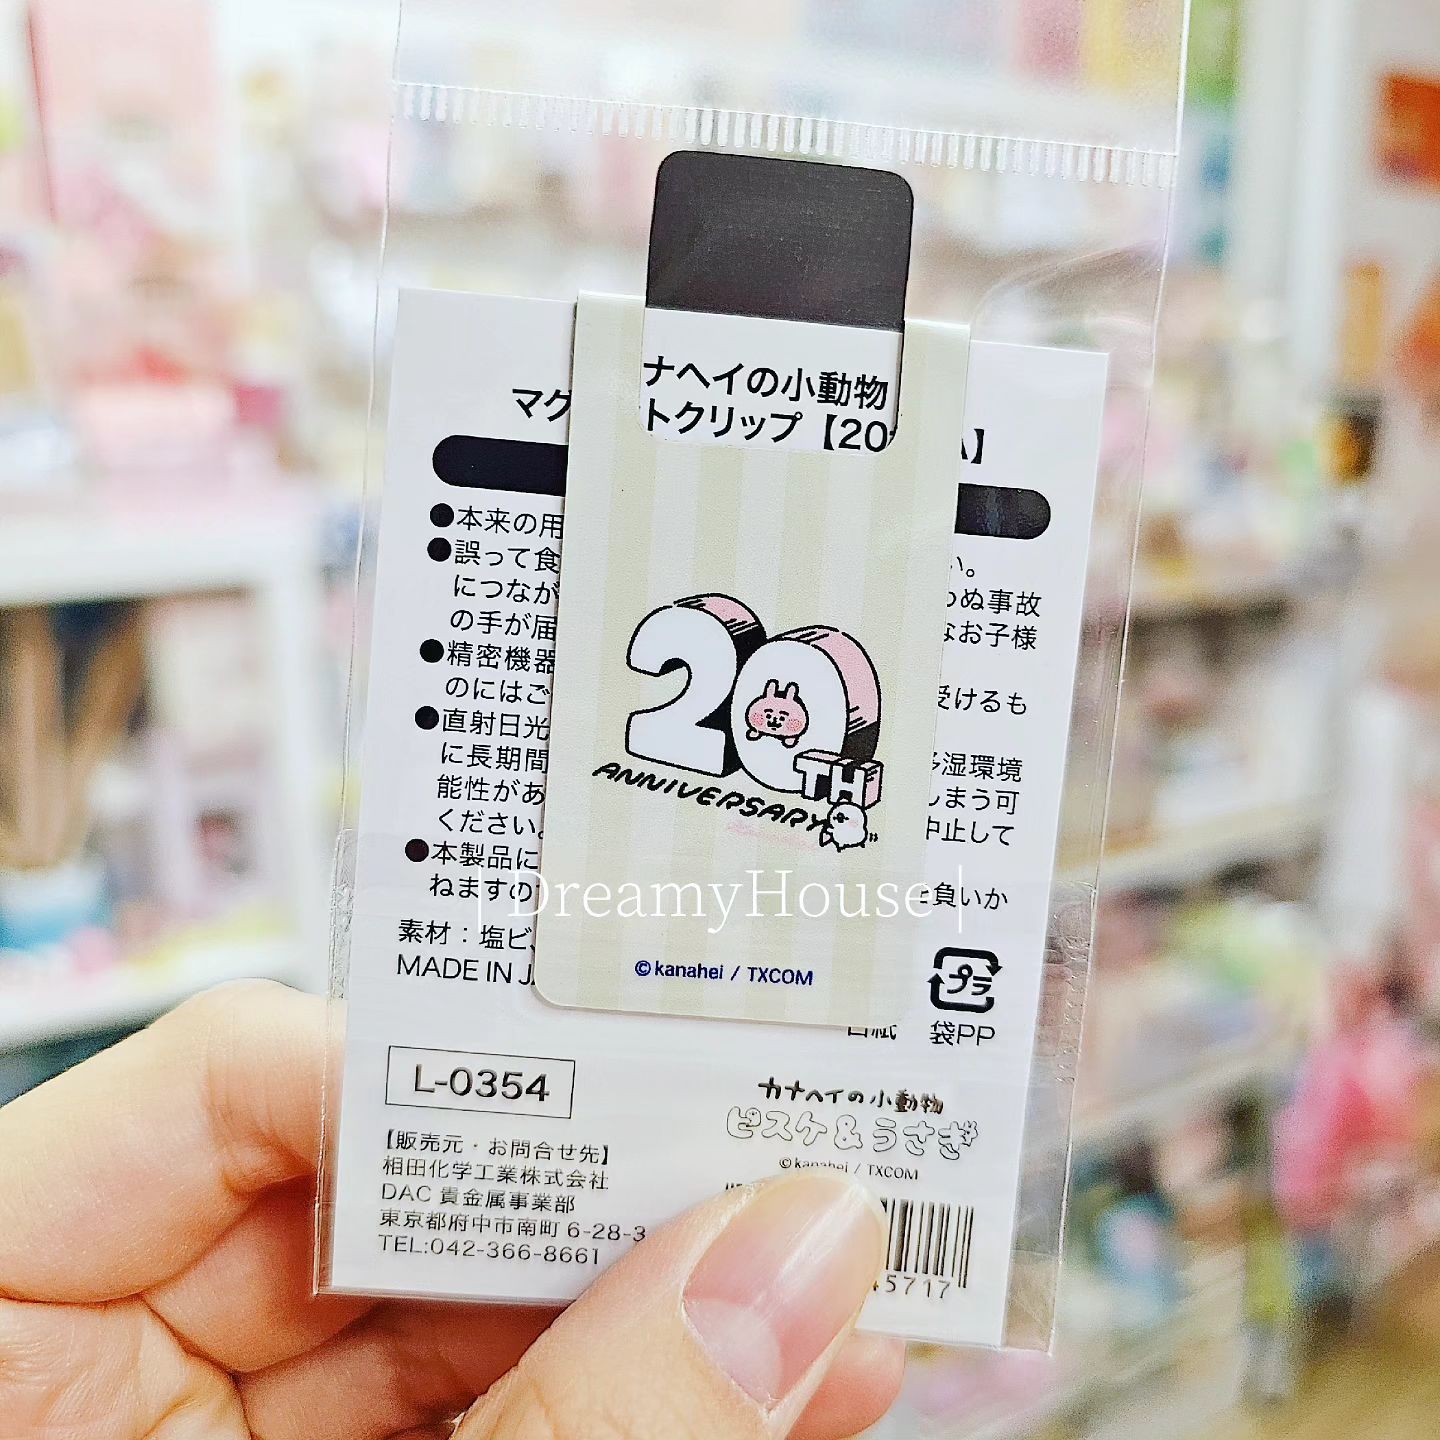 ナヘイの小動物
マグ トクリップ【20 A】
●本来の用 い。
●誤って食 わぬ事故
につなが なお子様
の手が届
●精密機器 受けるも
のにはご
●直射日光 多湿環境
に長期間 しまう可
能性があ 中止して
ください。
●本製品に 負いか
ねますので
素材：塩ビ、
MADE IN JA
20TH
ANNIVERSARY
| DreamyHouse |
©kanahei / TXCOM
プラ
台紙 袋PP
L-0354
カナヘイの小動物
ピスケ&うさぎ
©kanahei / TXCOM
【販売元・お問合せ先】
相田化学工業株式会社
DAC 貴金属事業部
東京都府中市南町 6-28-3
TEL:042-366-8661
45717